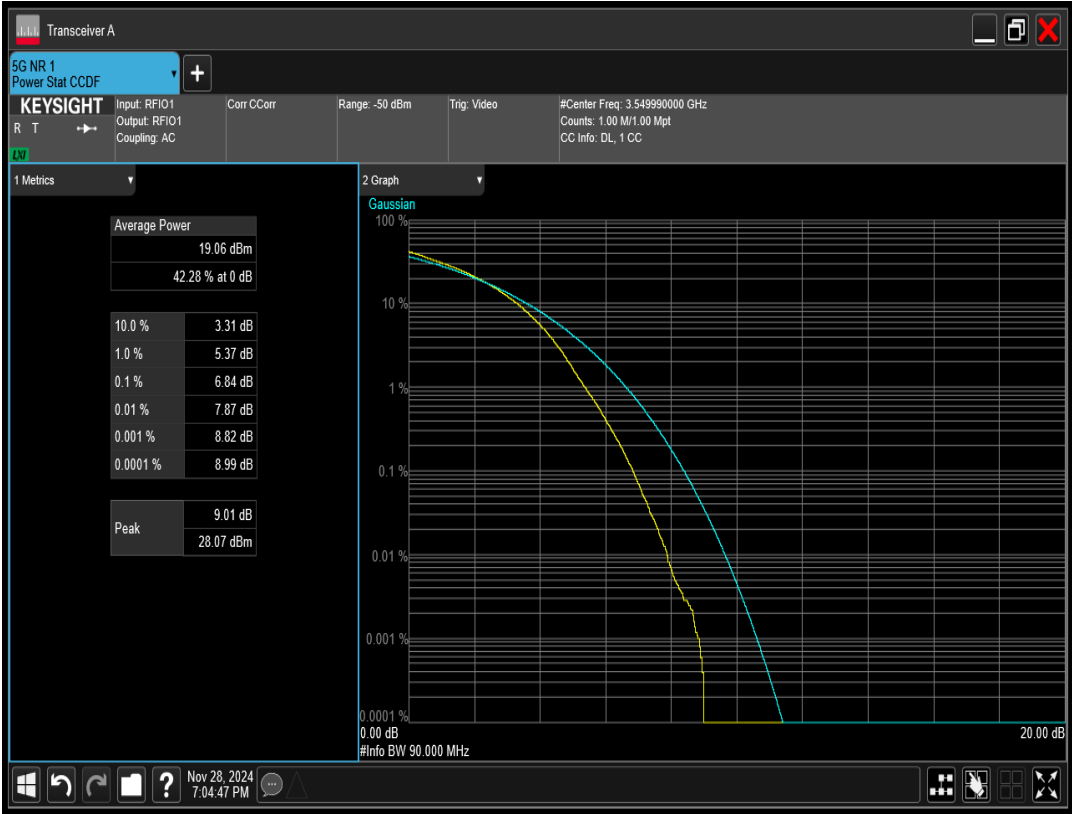 Transceiver A
5G NR 1
Power Stat CCDF
+
KEYSIGHT
R T
LXI
Input: RFIO1
Output: RFIO1
Coupling: AC
Corr CCorr
Range: -50 dBm
Trig: Video
#Center Freq: 3.549990000 GHz
Counts: 1.00 M/1.00 Mpt
CC Info: DL, 1 CC
1 Metrics
Average Power
19.06 dBm
42.28 % at 0 dB
10.0 % 3.31 dB
1.0 % 5.37 dB
0.1 % 6.84 dB
0.01 % 7.87 dB
0.001 % 8.82 dB
0.0001 % 8.99 dB
Peak
9.01 dB
28.07 dBm
2 Graph
Gaussian
100 %
10 %
1 %
0.1 %
0.01 %
0.001 %
0.0001 %
0.00 dB
20.00 dB
#Info BW 90.000 MHz
?
Nov 28, 2024
7:04:47 PM